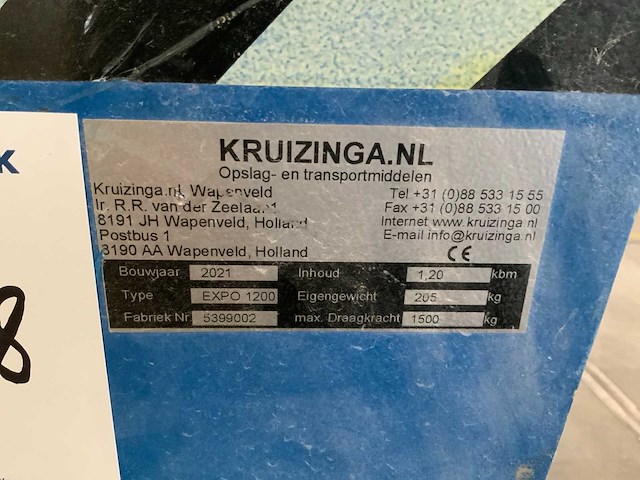 KRUIZINGA.NL
Opslag- en transportmiddelen
Kruizinga.nl, Wapenveld
Ir. R.R. van der Zeelaan 1
8191 JH Wapenveld, Holland
Postbus 1
8190 AA Wapenveld, Holland
Tel +31 (0)88 533 15 55
Fax +31 (0)88 533 15 00
Internet www.kruizinga.nl
E-mail info@kruizinga.nl
CE
Bouwjaar 2021 Inhoud 1,20 kbm
Type EXPO 1200 Eigengewicht 205 kg
Fabriek Nr. 5399002 max. Draagkracht 1500 kg
K
8